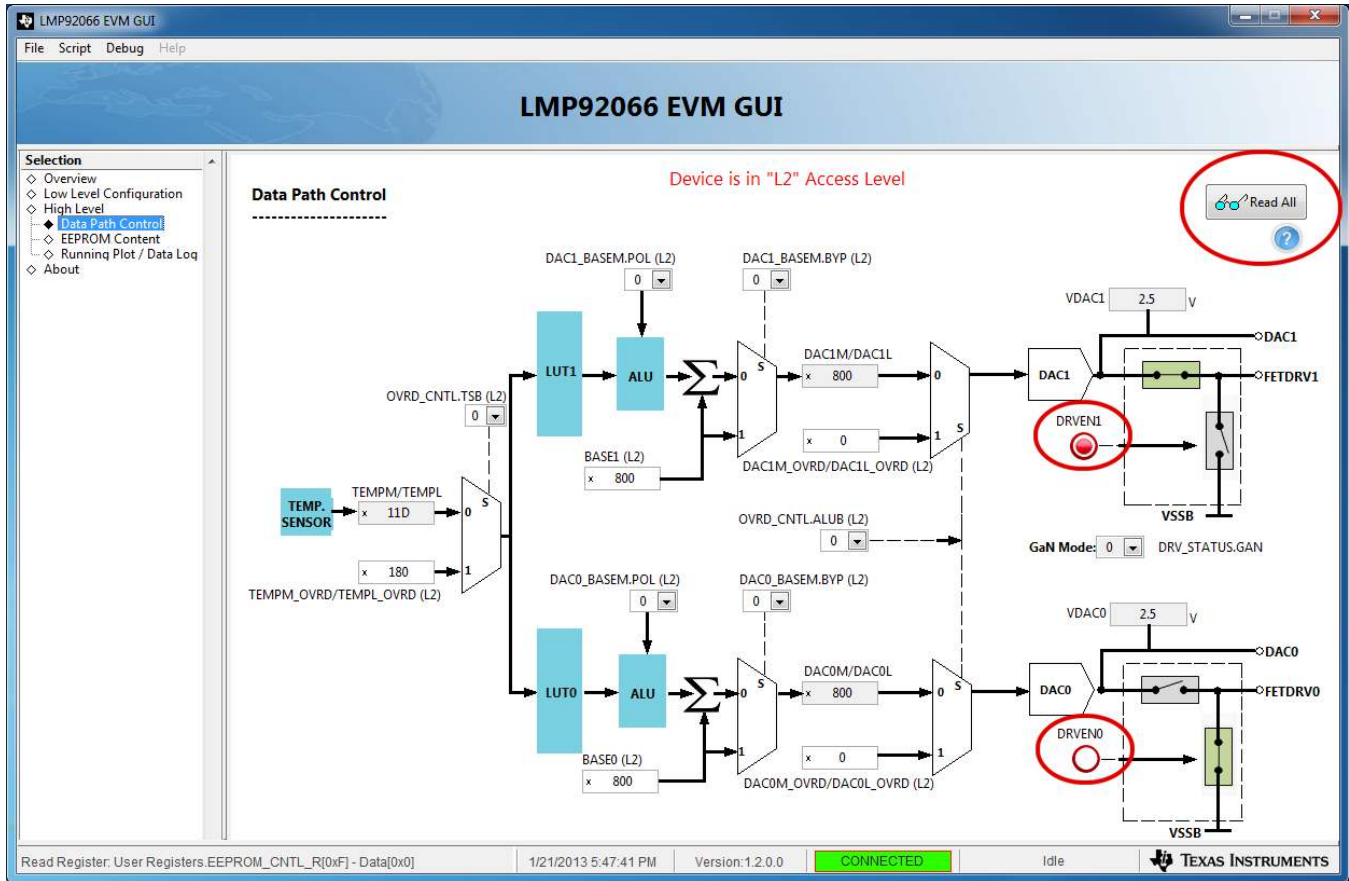 LMP92066 EVM GUI
File Script Debug Help
LMP92066 EVM GUI
Selection
Overview
Low Level Configuration
High Level
Data Path Control
EEPROM Content
Running Plot / Data Log
About
Data Path Control
---------------------
Device is in "L2" Access Level
Read All
?
DAC1_BASEM.POL (L2)
0
DAC1_BASEM.BYP (L2)
0
VDAC1 2.5 V
DAC1
LUT1
ALU
Σ
0 S
1
DAC1M/DAC1L
x 800
0
1 S
DAC1
FETDRV1
OVRD_CNTL.TSB (L2)
0
DRVEN1
x 0
DAC1M_OVRD/DAC1L_OVRD (L2)
BASE1 (L2)
x 800
VSSB
TEMP. SENSOR
TEMPM/TEMPL
x 11D
0 S
1
x 180
TEMPM_OVRD/TEMPL_OVRD (L2)
OVRD_CNTL.ALUB (L2)
0
GaN Mode: 0 DRV_STATUS.GAN
DAC0_BASEM.POL (L2)
0
DAC0_BASEM.BYP (L2)
0
VDAC0 2.5 V
DAC0
LUT0
ALU
Σ
0 S
1
DAC0M/DAC0L
x 800
0 S
1
DAC0
FETDRV0
DRVEN0
x 0
DAC0M_OVRD/DAC0L_OVRD (L2)
BASE0 (L2)
x 800
VSSB
Read Register: User Registers.EEPROM_CNTL_R[0xF] - Data[0x0]
1/21/2013 5:47:41 PM
Version:1.2.0.0
CONNECTED
Idle
TEXAS INSTRUMENTS